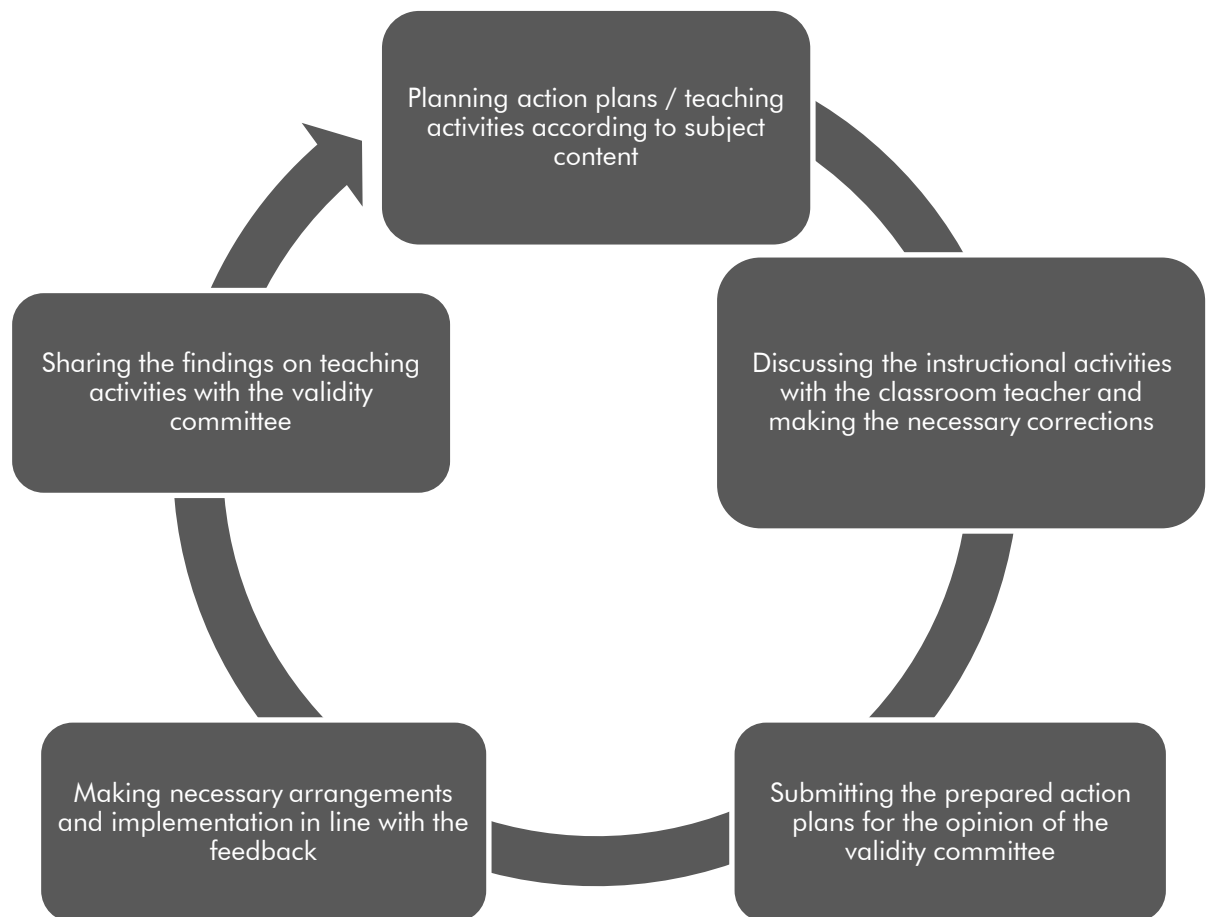 Planning action plans / teaching
activities according to subject
content
Discussing the instructional activities
with the classroom teacher and
making the necessary corrections
Submitting the prepared action
plans for the opinion of the
validity committee
Making necessary arrangements
and implementation in line with the
feedback
Sharing the findings on teaching
activities with the validity
committee